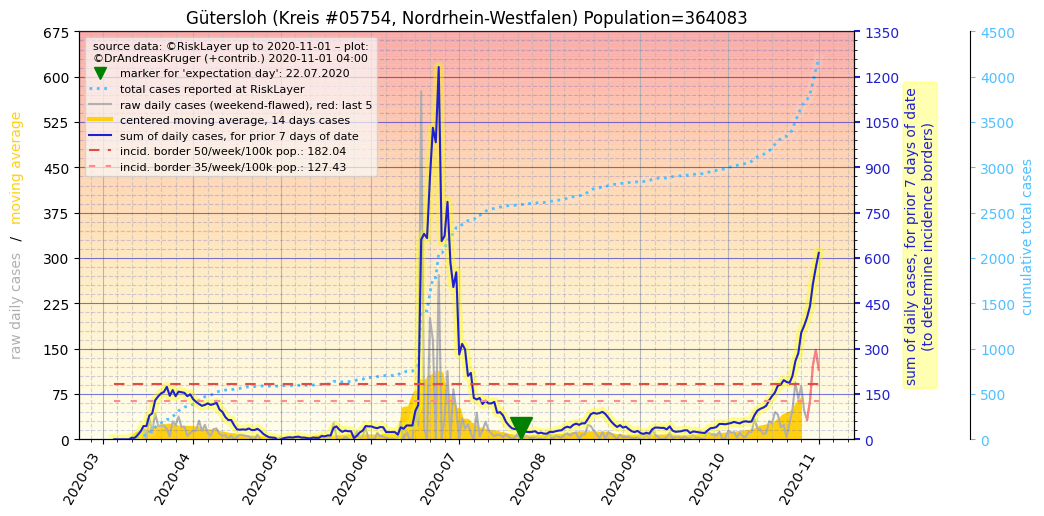 Gütersloh (Kreis #05754, Nordrhein-Westfalen) Population=364083
source data: ©RiskLayer up to 2020-11-01 – plot:
©DrAndreasKruger (+contrib.) 2020-11-01 04:00
marker for 'expectation day': 22.07.2020
total cases reported at RiskLayer
raw daily cases (weekend-flawed), red: last 5
centered moving average, 14 days cases
sum of daily cases, for prior 7 days of date
incid. border 50/week/100k pop.: 182.04
incid. border 35/week/100k pop.: 127.43
raw daily cases / moving average
675
600
525
450
375
300
225
150
75
0
1350
1200
1050
900
750
600
450
300
150
0
sum of daily cases, for prior 7 days of date
(to determine incidence borders)
4500
4000
3500
3000
2500
2000
1500
1000
500
0
cumulative total cases
2020-03
2020-04
2020-05
2020-06
2020-07
2020-08
2020-09
2020-10
2020-11